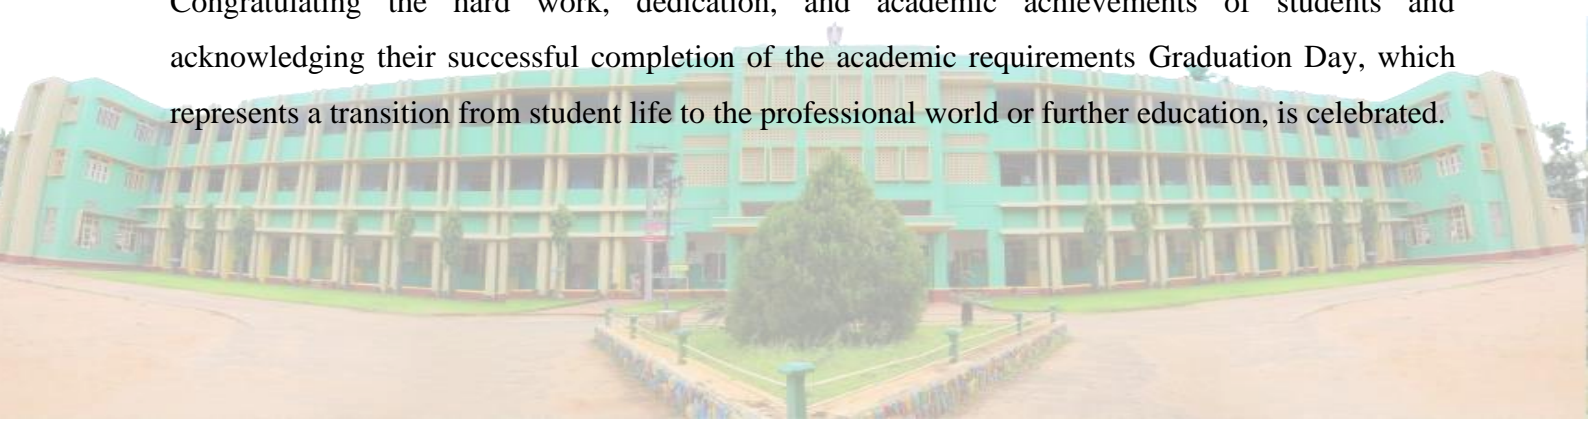 Congratulating the hard work, dedication, and academic achievements of students and
acknowledging their successful completion of the academic requirements Graduation Day, which
represents a transition from student life to the professional world or further education, is celebrated.